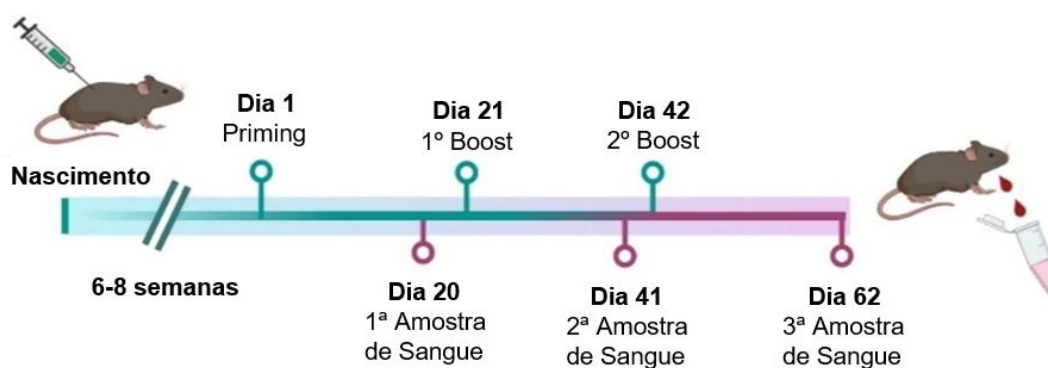 Dia 1
Priming
Dia 21
1º Boost
Dia 42
2º Boost
Nascimento
6-8 semanas
Dia 20
1ª Amostra
de Sangue
Dia 41
2ª Amostra
de Sangue
Dia 62
3ª Amostra
de Sangue